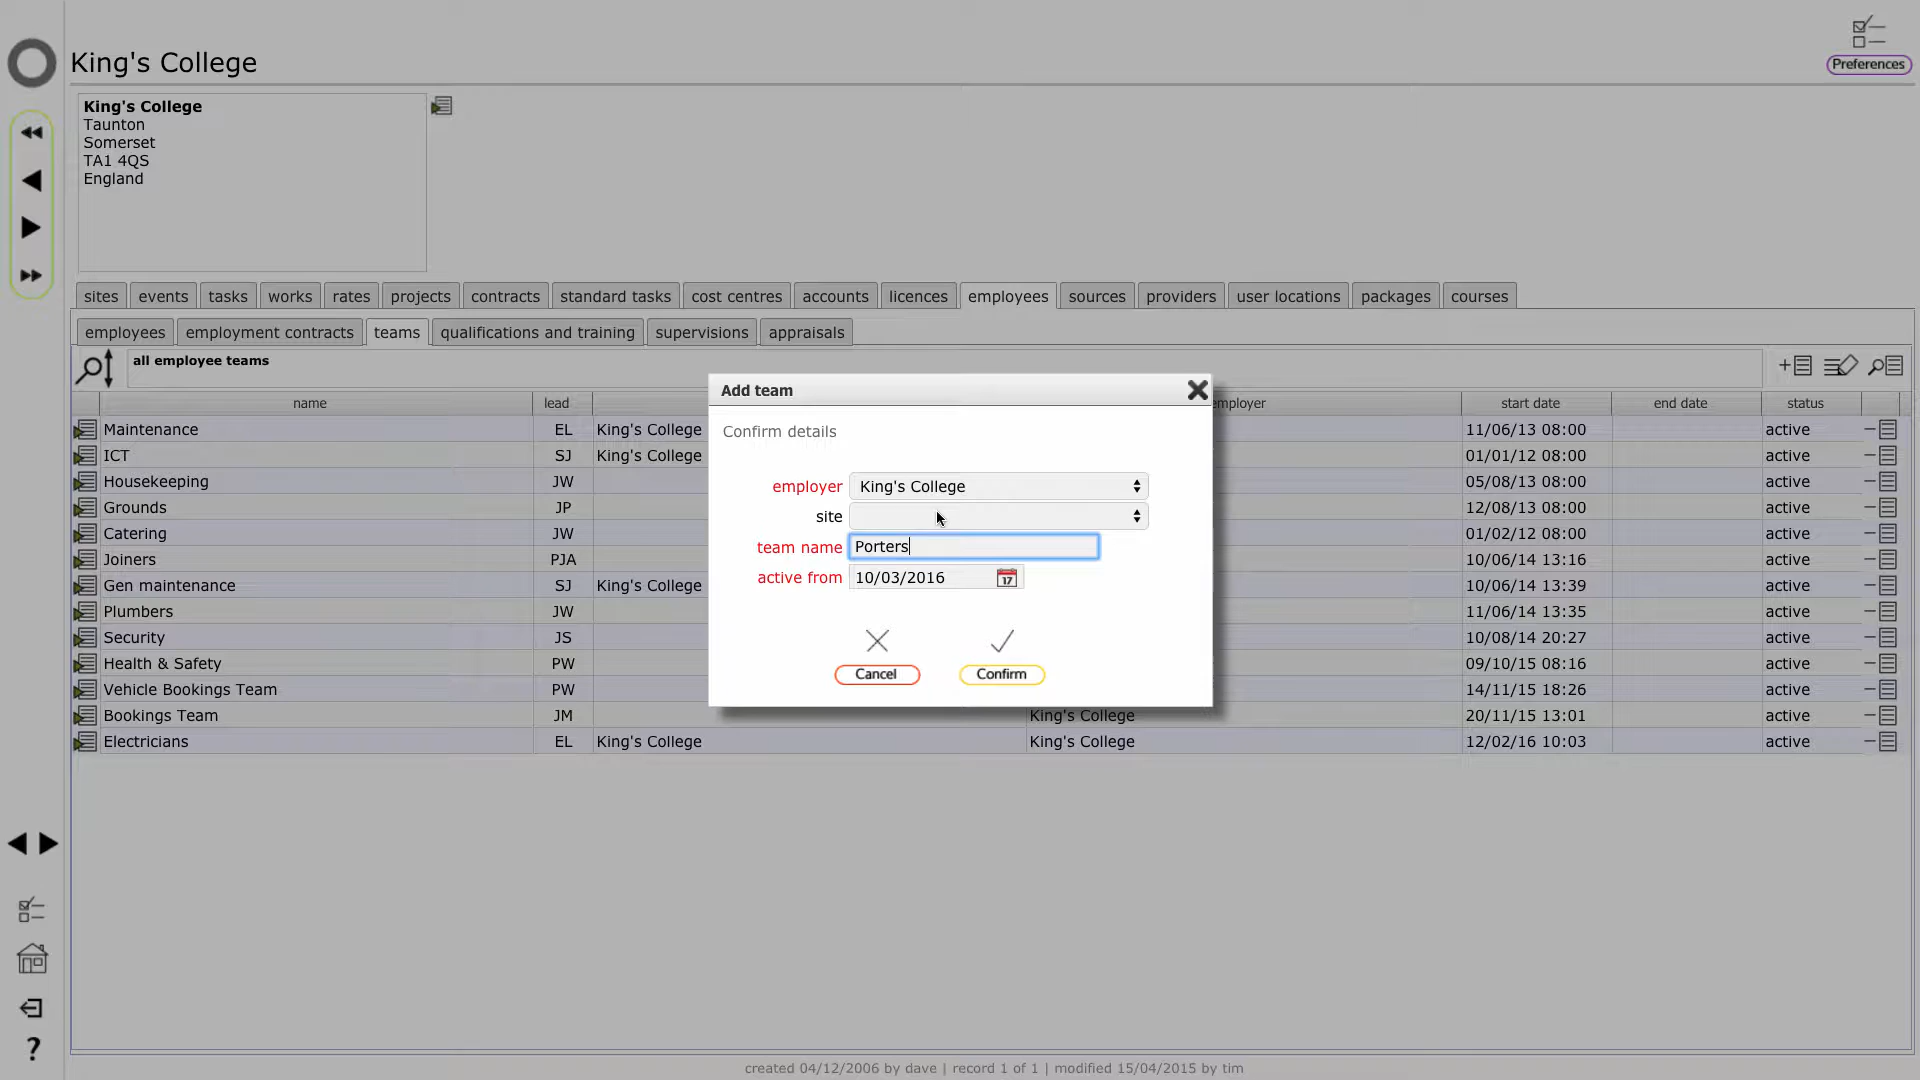 King's College
Preferences
King's College
Taunton
Somerset
TA1 4QS
England
sites events tasks works rates projects contracts standard tasks cost centres accounts licences employees sources providers user locations packages courses
employees employment contracts teams qualifications and training supervisions appraisals
all employee teams
name lead employer start date end date status
Maintenance EL King's College 11/06/13 08:00 active
ICT SJ King's College 01/01/12 08:00 active
Housekeeping JW 05/08/13 08:00 active
Grounds JP 12/08/13 08:00 active
Catering JW 01/02/12 08:00 active
Joiners PJA 10/06/14 13:16 active
Gen maintenance SJ King's College 10/06/14 13:39 active
Plumbers JW 11/06/14 13:35 active
Security JS 10/08/14 20:27 active
Health & Safety PW 09/10/15 08:16 active
Vehicle Bookings Team PW 14/11/15 18:26 active
Bookings Team JM King's College 20/11/15 13:01 active
Electricians EL King's College King's College 12/02/16 10:03 active
Add team
Confirm details
employer King's College
site
team name Porters
active from 10/03/2016 17
Cancel Confirm
?
created 04/12/2006 by dave | record 1 of 1 | modified 15/04/2015 by tim